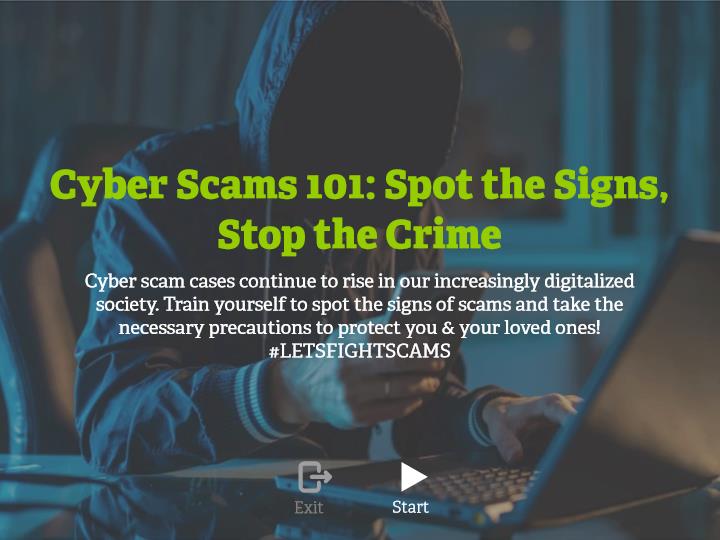 Cyber Scams 101: Spot the Signs,
Stop the Crime
Cyber scam cases continue to rise in our increasingly digitalized
society. Train yourself to spot the signs of scams and take the
necessary precautions to protect you & your loved ones!
#LETSFIGHTSCAMS
Exit Start